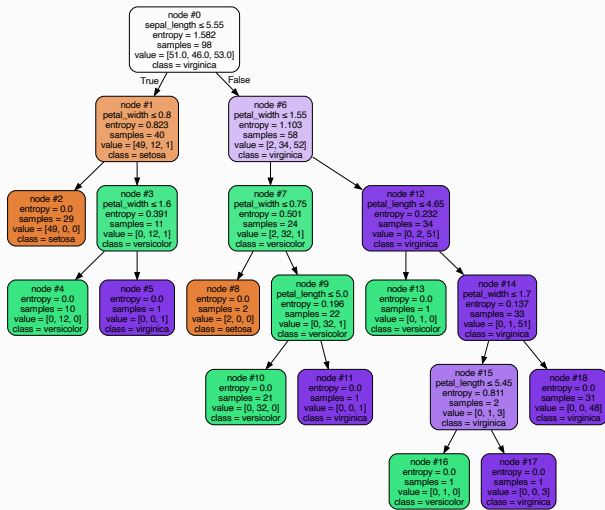 node #0
sepal_length ≤ 5.55
entropy = 1.582
samples = 98
value = [51.0, 46.0, 53.0]
class = virginica
True
False
node #1
petal_width ≤ 0.8
entropy = 0.823
samples = 40
value = [49, 12, 1]
class = setosa
node #6
petal_width ≤ 1.55
entropy = 1.103
samples = 58
value = [2, 34, 52]
class = virginica
node #2
entropy = 0.0
samples = 29
value = [49, 0, 0]
class = setosa
node #3
petal_width ≤ 1.6
entropy = 0.391
samples = 11
value = [0, 12, 1]
class = versicolor
node #7
petal_width ≤ 0.75
entropy = 0.501
samples = 24
value = [2, 32, 1]
class = versicolor
node #12
petal_length ≤ 4.65
entropy = 0.232
samples = 34
value = [0, 2, 51]
class = virginica
node #4
entropy = 0.0
samples = 10
value = [0, 12, 0]
class = versicolor
node #5
entropy = 0.0
samples = 1
value = [0, 0, 1]
class = virginica
node #8
entropy = 0.0
samples = 2
value = [2, 0, 0]
class = setosa
node #9
petal_length ≤ 5.0
entropy = 0.196
samples = 22
value = [0, 32, 1]
class = versicolor
node #13
entropy = 0.0
samples = 1
value = [0, 1, 0]
class = versicolor
node #14
petal_width ≤ 1.7
entropy = 0.137
samples = 33
value = [0, 1, 51]
class = virginica
node #10
entropy = 0.0
samples = 21
value = [0, 32, 0]
class = versicolor
node #11
entropy = 0.0
samples = 1
value = [0, 0, 1]
class = virginica
node #15
petal_length ≤ 5.45
entropy = 0.811
samples = 2
value = [0, 1, 3]
class = virginica
node #18
entropy = 0.0
samples = 31
value = [0, 0, 48]
class = virginica
node #16
entropy = 0.0
samples = 1
value = [0, 1, 0]
class = versicolor
node #17
entropy = 0.0
samples = 1
value = [0, 0, 3]
class = virginica